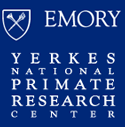 EMORY
YERKES
NATIONAL
PRIMATE
RESEARCH
CENTER